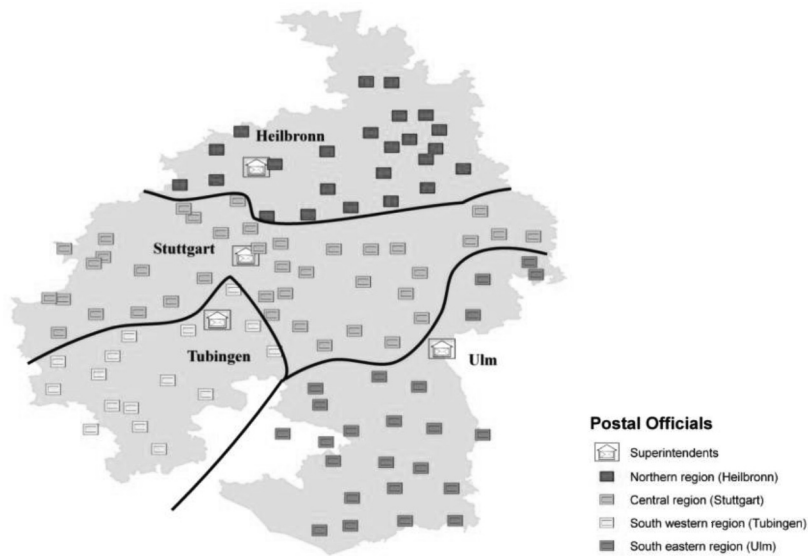 Heilbronn
Stuttgart
Tubingen
Ulm
Postal Officials
Superintendents
Northern region (Heilbronn)
Central region (Stuttgart)
South western region (Tubingen)
South eastern region (Ulm)